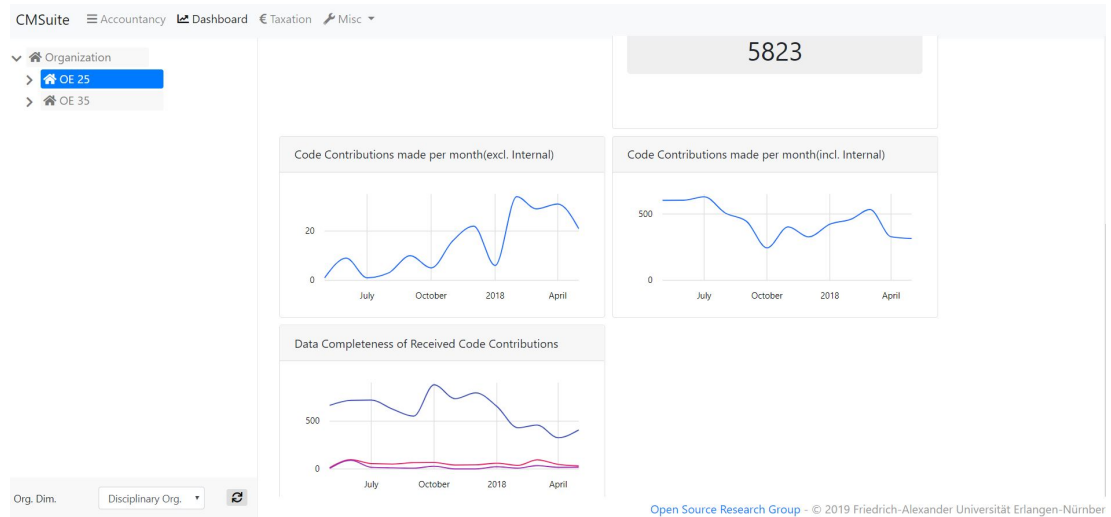 CMSuite Accountancy Dashboard € Taxation Misc
Organization
OE 25
OE 35
5823
Code Contributions made per month(excl. Internal)
20
0
July October 2018 April
Code Contributions made per month(incl. Internal)
500
0
July October 2018 April
Data Completeness of Received Code Contributions
500
0
July October 2018 April
Org. Dim. Disciplinary Org.
Open Source Research Group - © 2019 Friedrich-Alexander Universität Erlangen-Nürnber